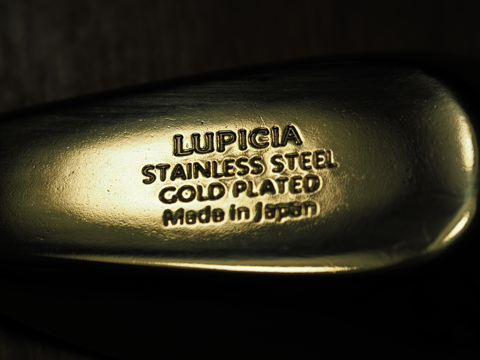 LUPICIA
STAINLESS STEEL
GOLD PLATED
Made in Japan